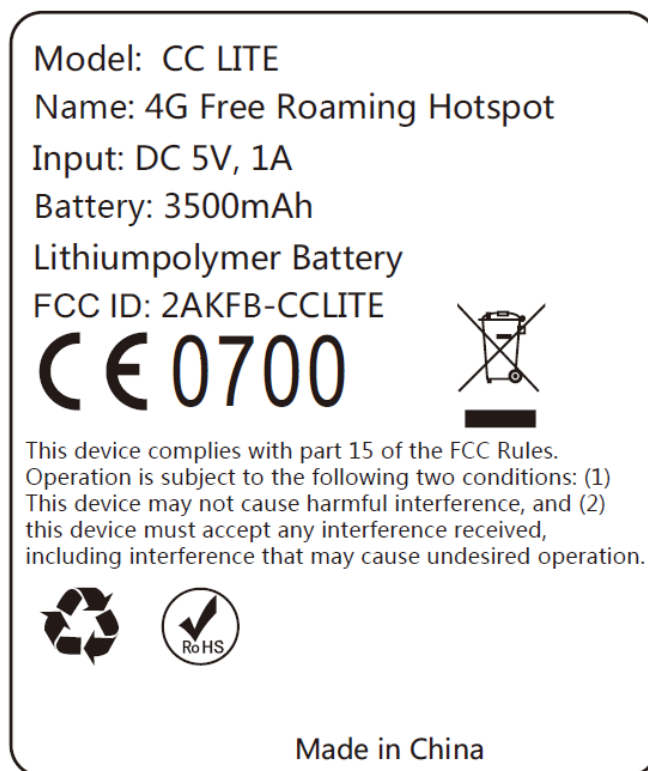 Model: CC LITE
Name: 4G Free Roaming Hotspot
Input: DC 5V, 1A
Battery: 3500mAh
Lithiumpolymer Battery
FCC ID: 2AKFB-CCLITE
CE 0700
This device complies with part 15 of the FCC Rules.
Operation is subject to the following two conditions: (1)
This device may not cause harmful interference, and (2)
this device must accept any interference received,
including interference that may cause undesired operation.
RoHS
Made in China